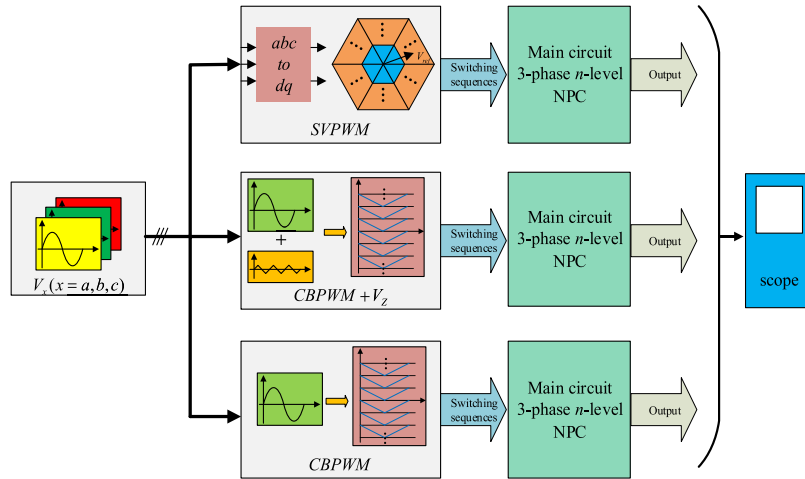 abc
to
dq
V_ref
SVPWM
Switching
sequences
Main circuit
3-phase n-level
NPC
Output
V_x(x = a,b,c)
+
CBPWM + V_Z
Switching
sequences
Main circuit
3-phase n-level
NPC
Output
scope
CBPWM
Switching
sequences
Main circuit
3-phase n-level
NPC
Output